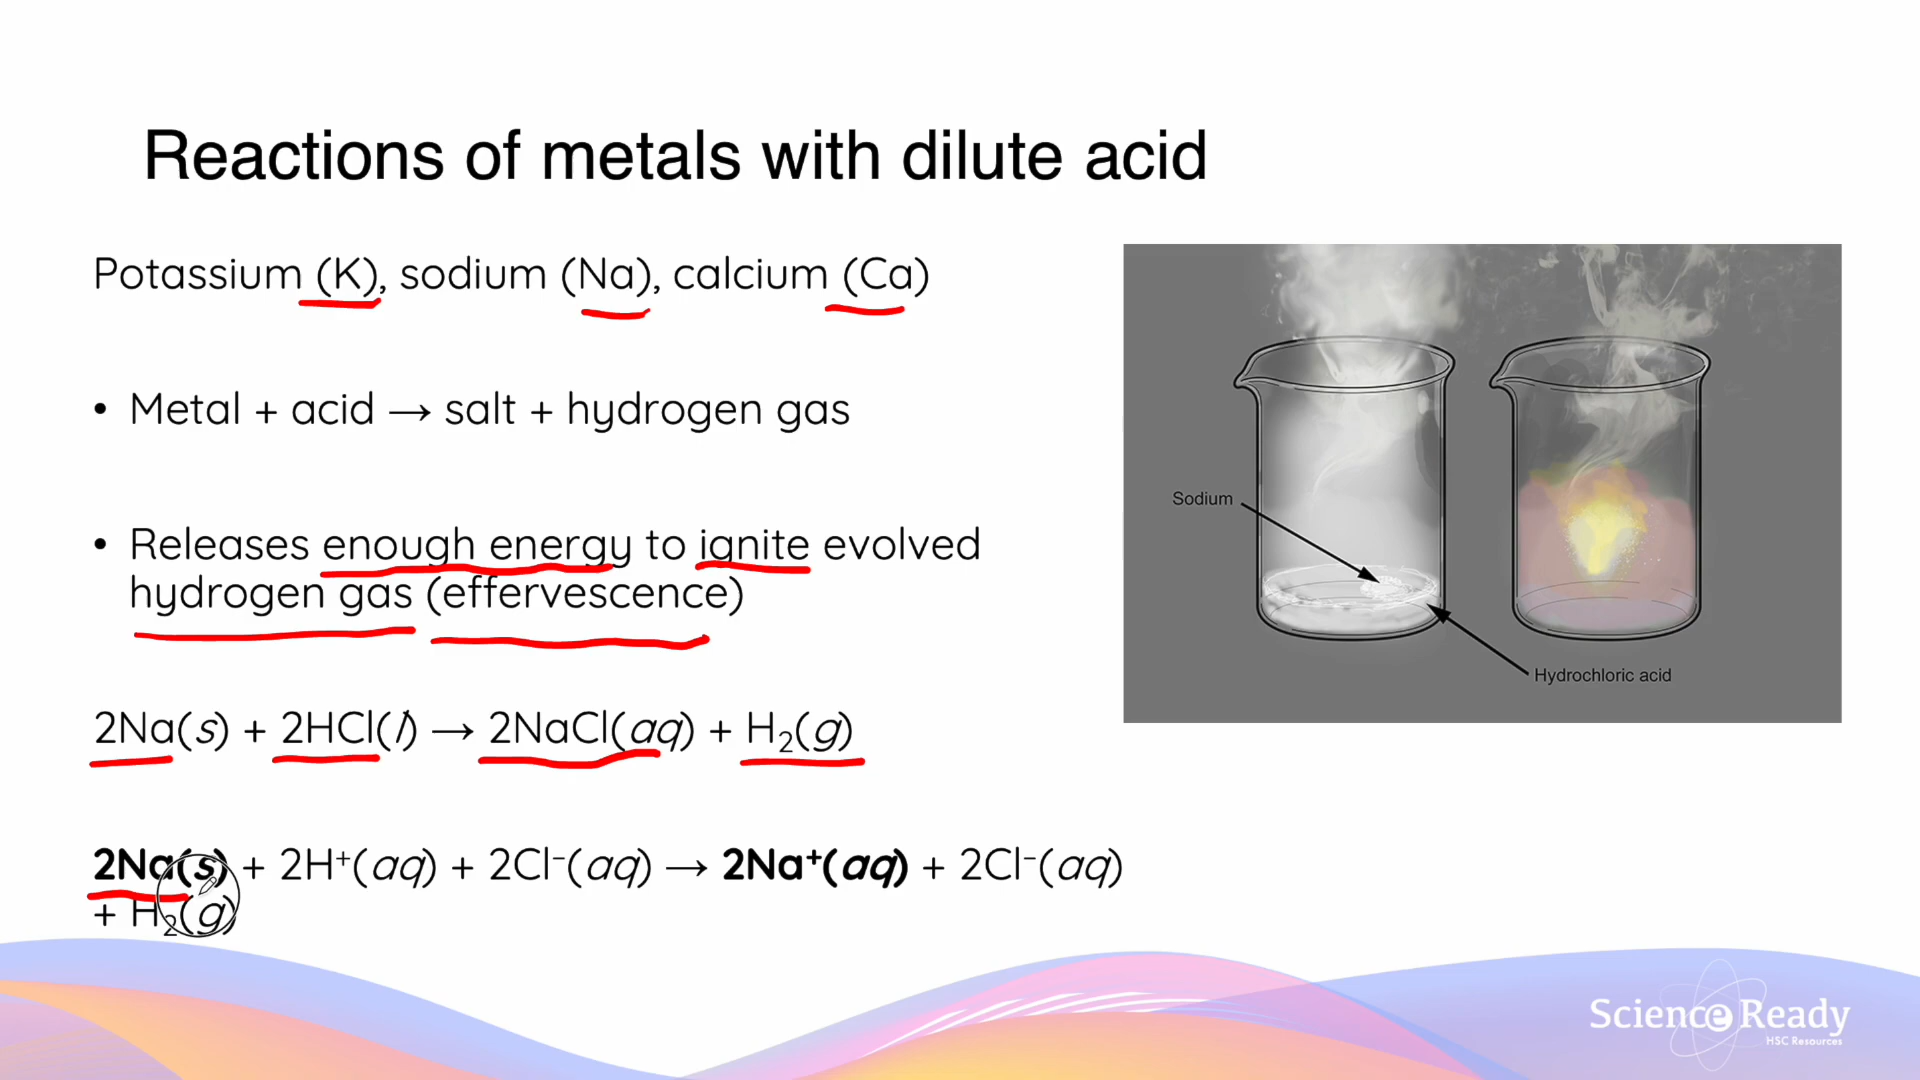 Reactions of metals with dilute acid
Potassium (K), sodium (Na), calcium (Ca)
• Metal + acid → salt + hydrogen gas
• Releases enough energy to ignite evolved
hydrogen gas (effervescence)
2Na(s) + 2HCl(l) → 2NaCl(aq) + H₂(g)
2Na(s) + 2H⁺(aq) + 2Cl⁻(aq) → 2Na⁺(aq) + 2Cl⁻(aq)
+ H₂(g)
Sodium
Hydrochloric acid
Science Ready
HSC Resources